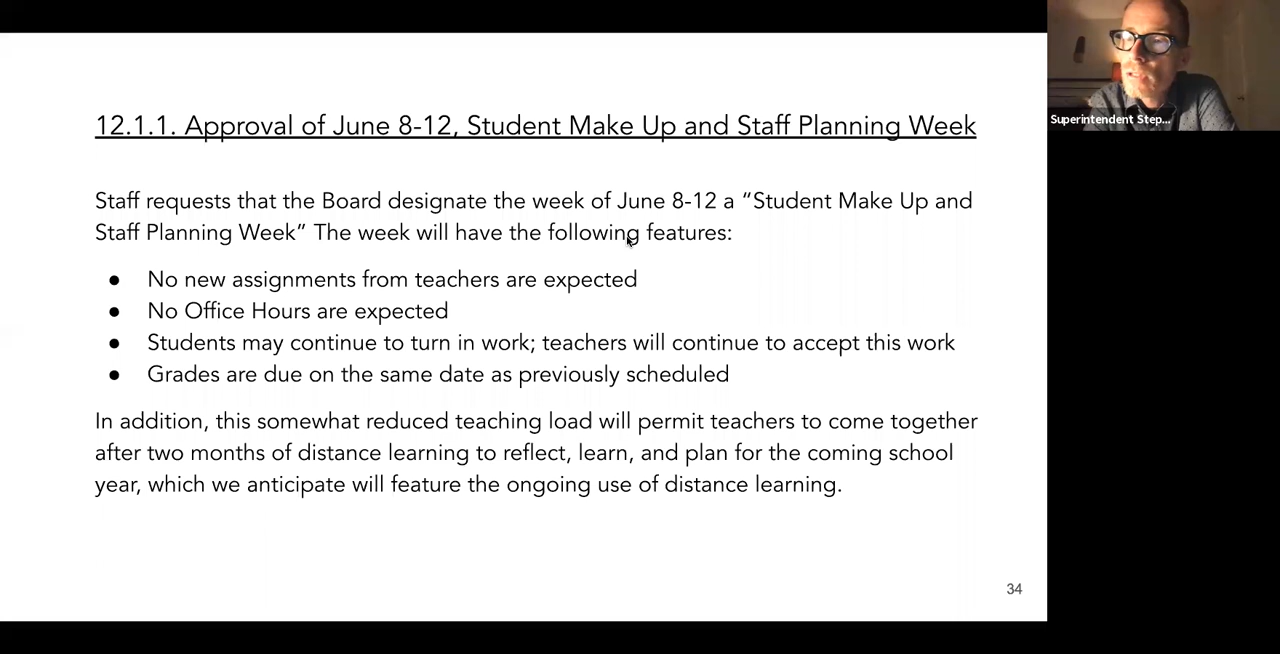 12.1.1. Approval of June 8-12, Student Make Up and Staff Planning Week
Staff requests that the Board designate the week of June 8-12 a “Student Make Up and
Staff Planning Week” The week will have the following features:
● No new assignments from teachers are expected
● No Office Hours are expected
● Students may continue to turn in work; teachers will continue to accept this work
● Grades are due on the same date as previously scheduled
In addition, this somewhat reduced teaching load will permit teachers to come together
after two months of distance learning to reflect, learn, and plan for the coming school
year, which we anticipate will feature the ongoing use of distance learning.
34
Superintendent Step...